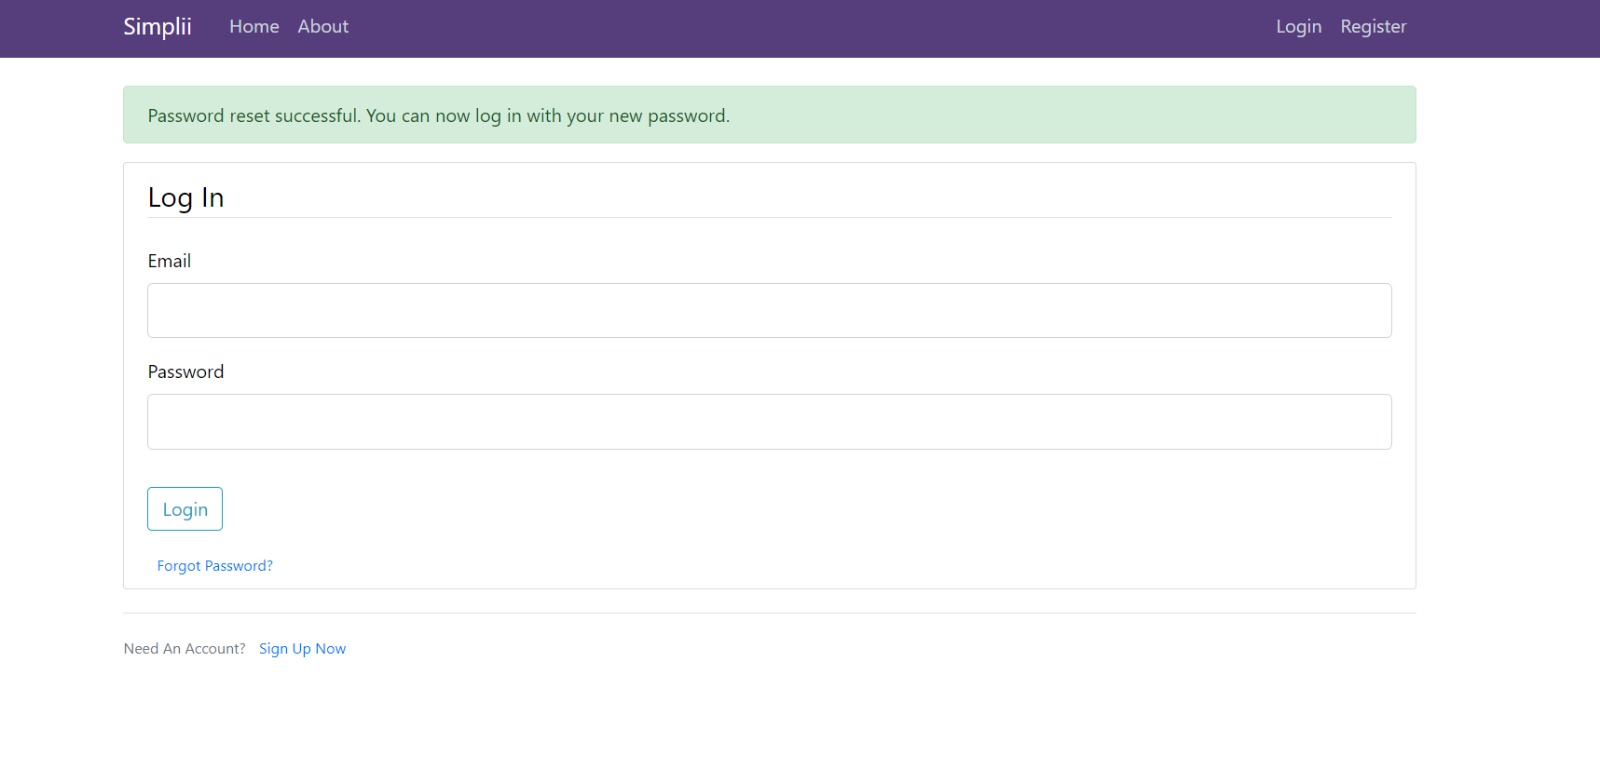 Simplii Home About Login Register
Password reset successful. You can now log in with your new password.
Log In
Email
Password
Login
Forgot Password?
Need An Account? Sign Up Now